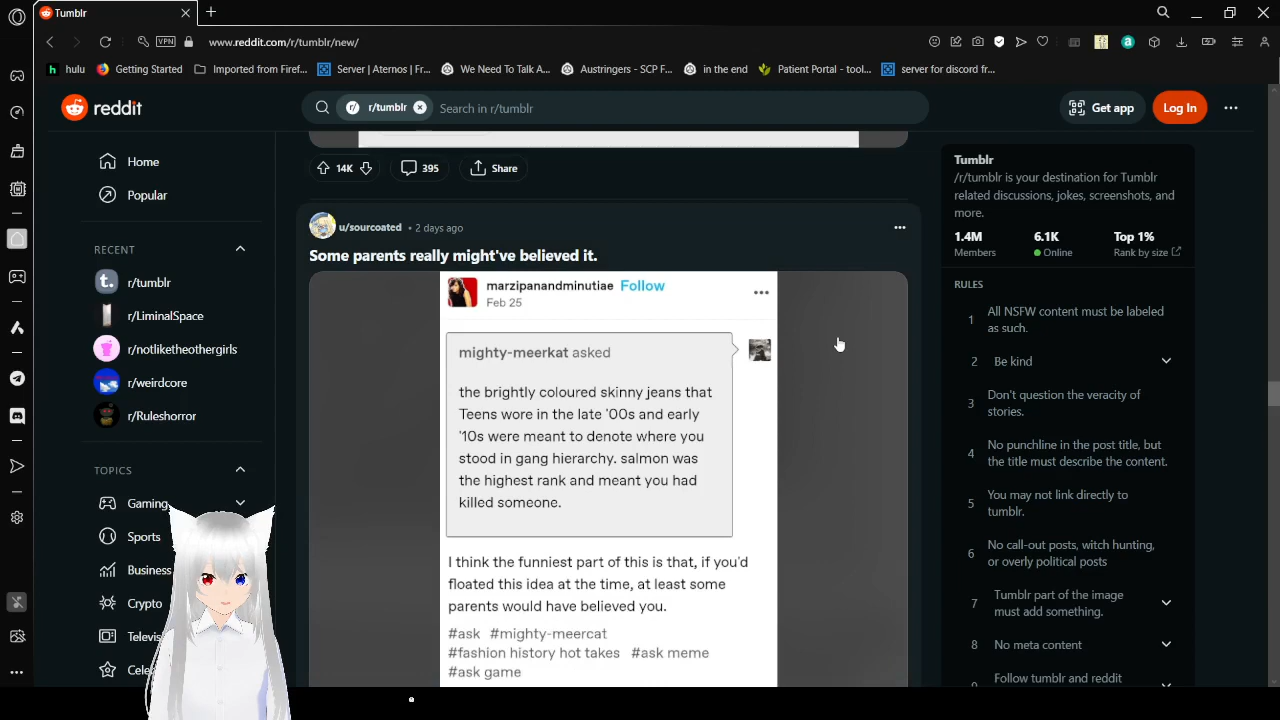 Tumblr
www.reddit.com/r/tumblr/new/
VPN
hulu
Getting Started
Imported from Firef...
Server | Aternos | Fr...
We Need To Talk A...
Austringers - SCP F...
in the end
Patient Portal - tool...
server for discord fr...
reddit
r/ r/tumblr
Search in r/tumblr
Get app
Log In
Home
Popular
RECENT
r/tumblr
r/LiminalSpace
r/notliketheothergirls
r/weirdcore
r/Ruleshorror
TOPICS
Gaming
Sports
Business
Crypto
Televis
Cele
14K
395
Share
u/sourcoated • 2 days ago
Some parents really might've believed it.
marzipanandminutiae Follow
Feb 25
mighty-meerkat asked
the brightly coloured skinny jeans that
Teens wore in the late '00s and early
'10s were meant to denote where you
stood in gang hierarchy. salmon was
the highest rank and meant you had
killed someone.
I think the funniest part of this is that, if you'd
floated this idea at the time, at least some
parents would have believed you.
#ask #mighty-meercat
#fashion history hot takes #ask meme
#ask game
Tumblr
/r/tumblr is your destination for Tumblr
related discussions, jokes, screenshots, and
more.
1.4M 6.1K Top 1%
Members Online Rank by size
RULES
1 All NSFW content must be labeled
as such.
2 Be kind
3 Don't question the veracity of
stories.
4 No punchline in the post title, but
the title must describe the content.
5 You may not link directly to
tumblr.
6 No call-out posts, witch hunting,
or overly political posts
7 Tumblr part of the image
must add something.
8 No meta content
9 Follow tumblr and reddit